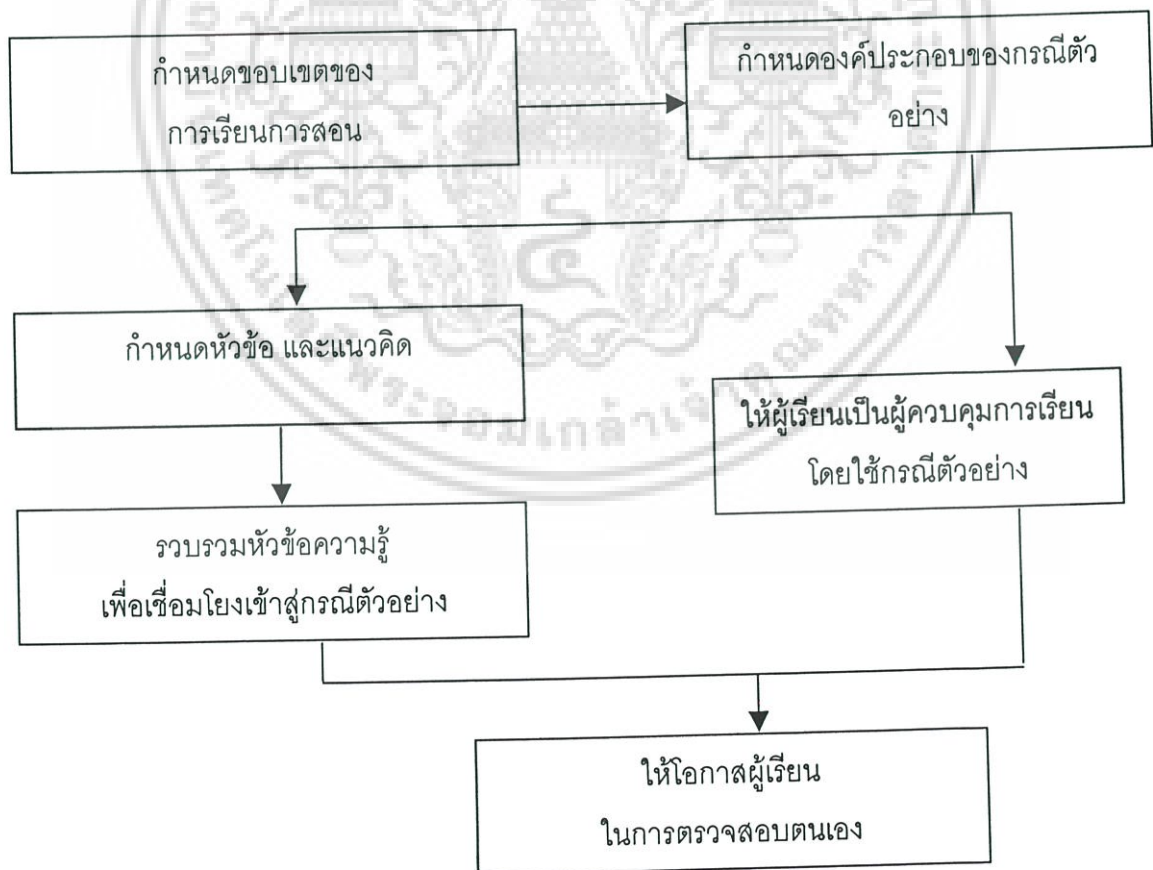 กำหนดขอบเขตของ
การเรียนการสอน
กำหนดองค์ประกอบของกรณีตัว
อย่าง
กำหนดหัวข้อ และแนวคิด
ให้ผู้เรียนเป็นผู้ควบคุมการเรียน
โดยใช้กรณีตัวอย่าง
รวบรวมหัวข้อความรู้
เพื่อเชื่อมโยงเข้าสู่กรณีตัวอย่าง
ให้โอกาสผู้เรียน
ในการตรวจสอบตนเอง